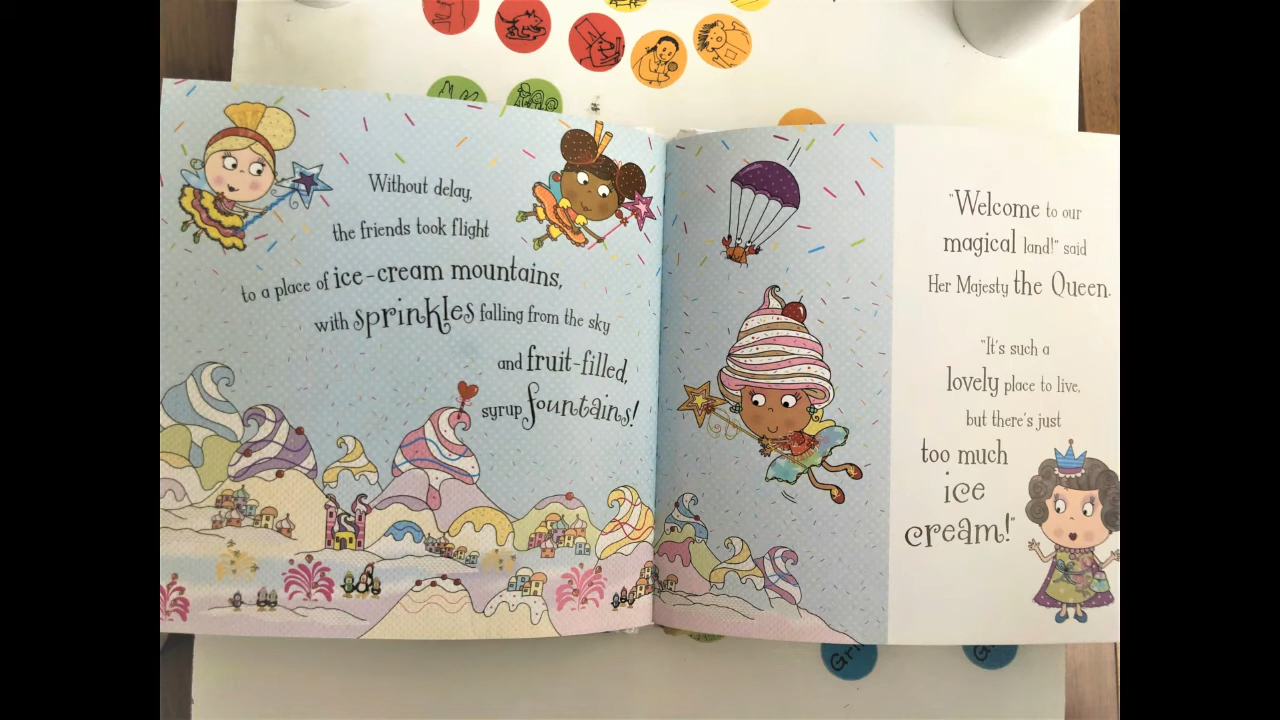 Without delay,
the friends took flight
to a place of ice-cream mountains,
with sprinkles falling from the sky
and fruit-filled,
syrup fountains!
"Welcome to our
magical land!" said
Her Majesty the Queen.
"It's such a
lovely place to live,
but there's just
too much
ice
cream!"